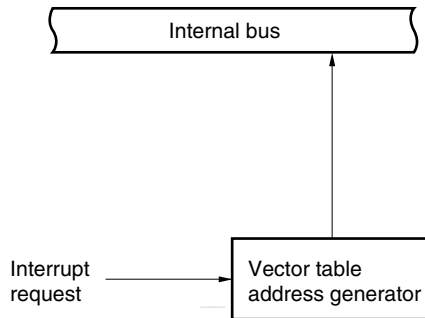 Internal bus
Interrupt
request
Vector table
address generator